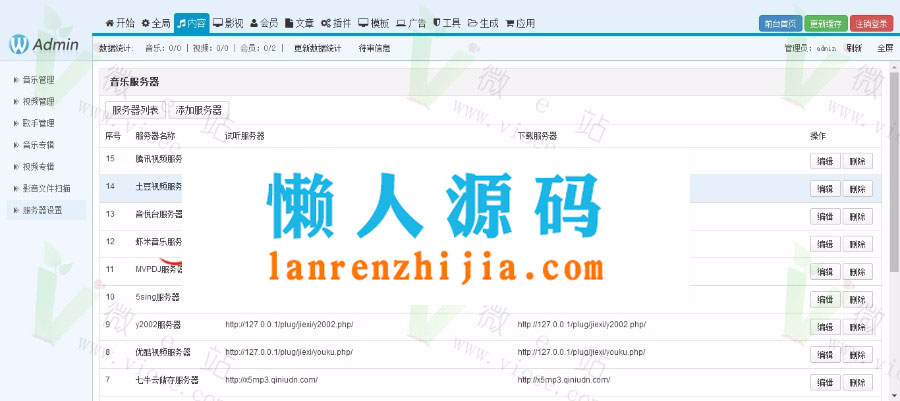 开始 全局 内容 影视 会员 文章 插件 模板 广告 工具 生成 应用
前台首页 更新缓存 注销登录
W Admin
数据统计: 音乐: 0/0 | 视频: 0/0 | 会员: 0/2 | 更新数据统计 待审信息
管理员: admin 刷新 全屏
音乐管理
视频管理
歌手管理
音乐专辑
视频专辑
影音文件扫描
服务器设置
音乐服务器
服务器列表 添加服务器
序号 服务器名称 试听服务器 下载服务器 操作
15 腾讯视频服务 编辑 删除
14 土豆视频服务 编辑 删除
13 音悦台服务器 编辑 删除
12 虾米音乐服务 编辑 删除
11 MVPDJ服务器 编辑 删除
10 5sing服务器 编辑 删除
9 y2002服务器 http://127.0.0.1/plug/jiexi/y2002.php/ http://127.0.0.1/plug/jiexi/y2002.php/ 编辑 删除
8 优酷视频服务器 http://127.0.0.1/plug/jiexi/youku.php/ http://127.0.0.1/plug/jiexi/youku.php/ 编辑 删除
7 七牛云储存服务器 http://x5mp3.qiniudn.com/ http://x5mp3.qiniudn.com/ 编辑 删除
懒人源码
lanrenzhijia.com
微e站